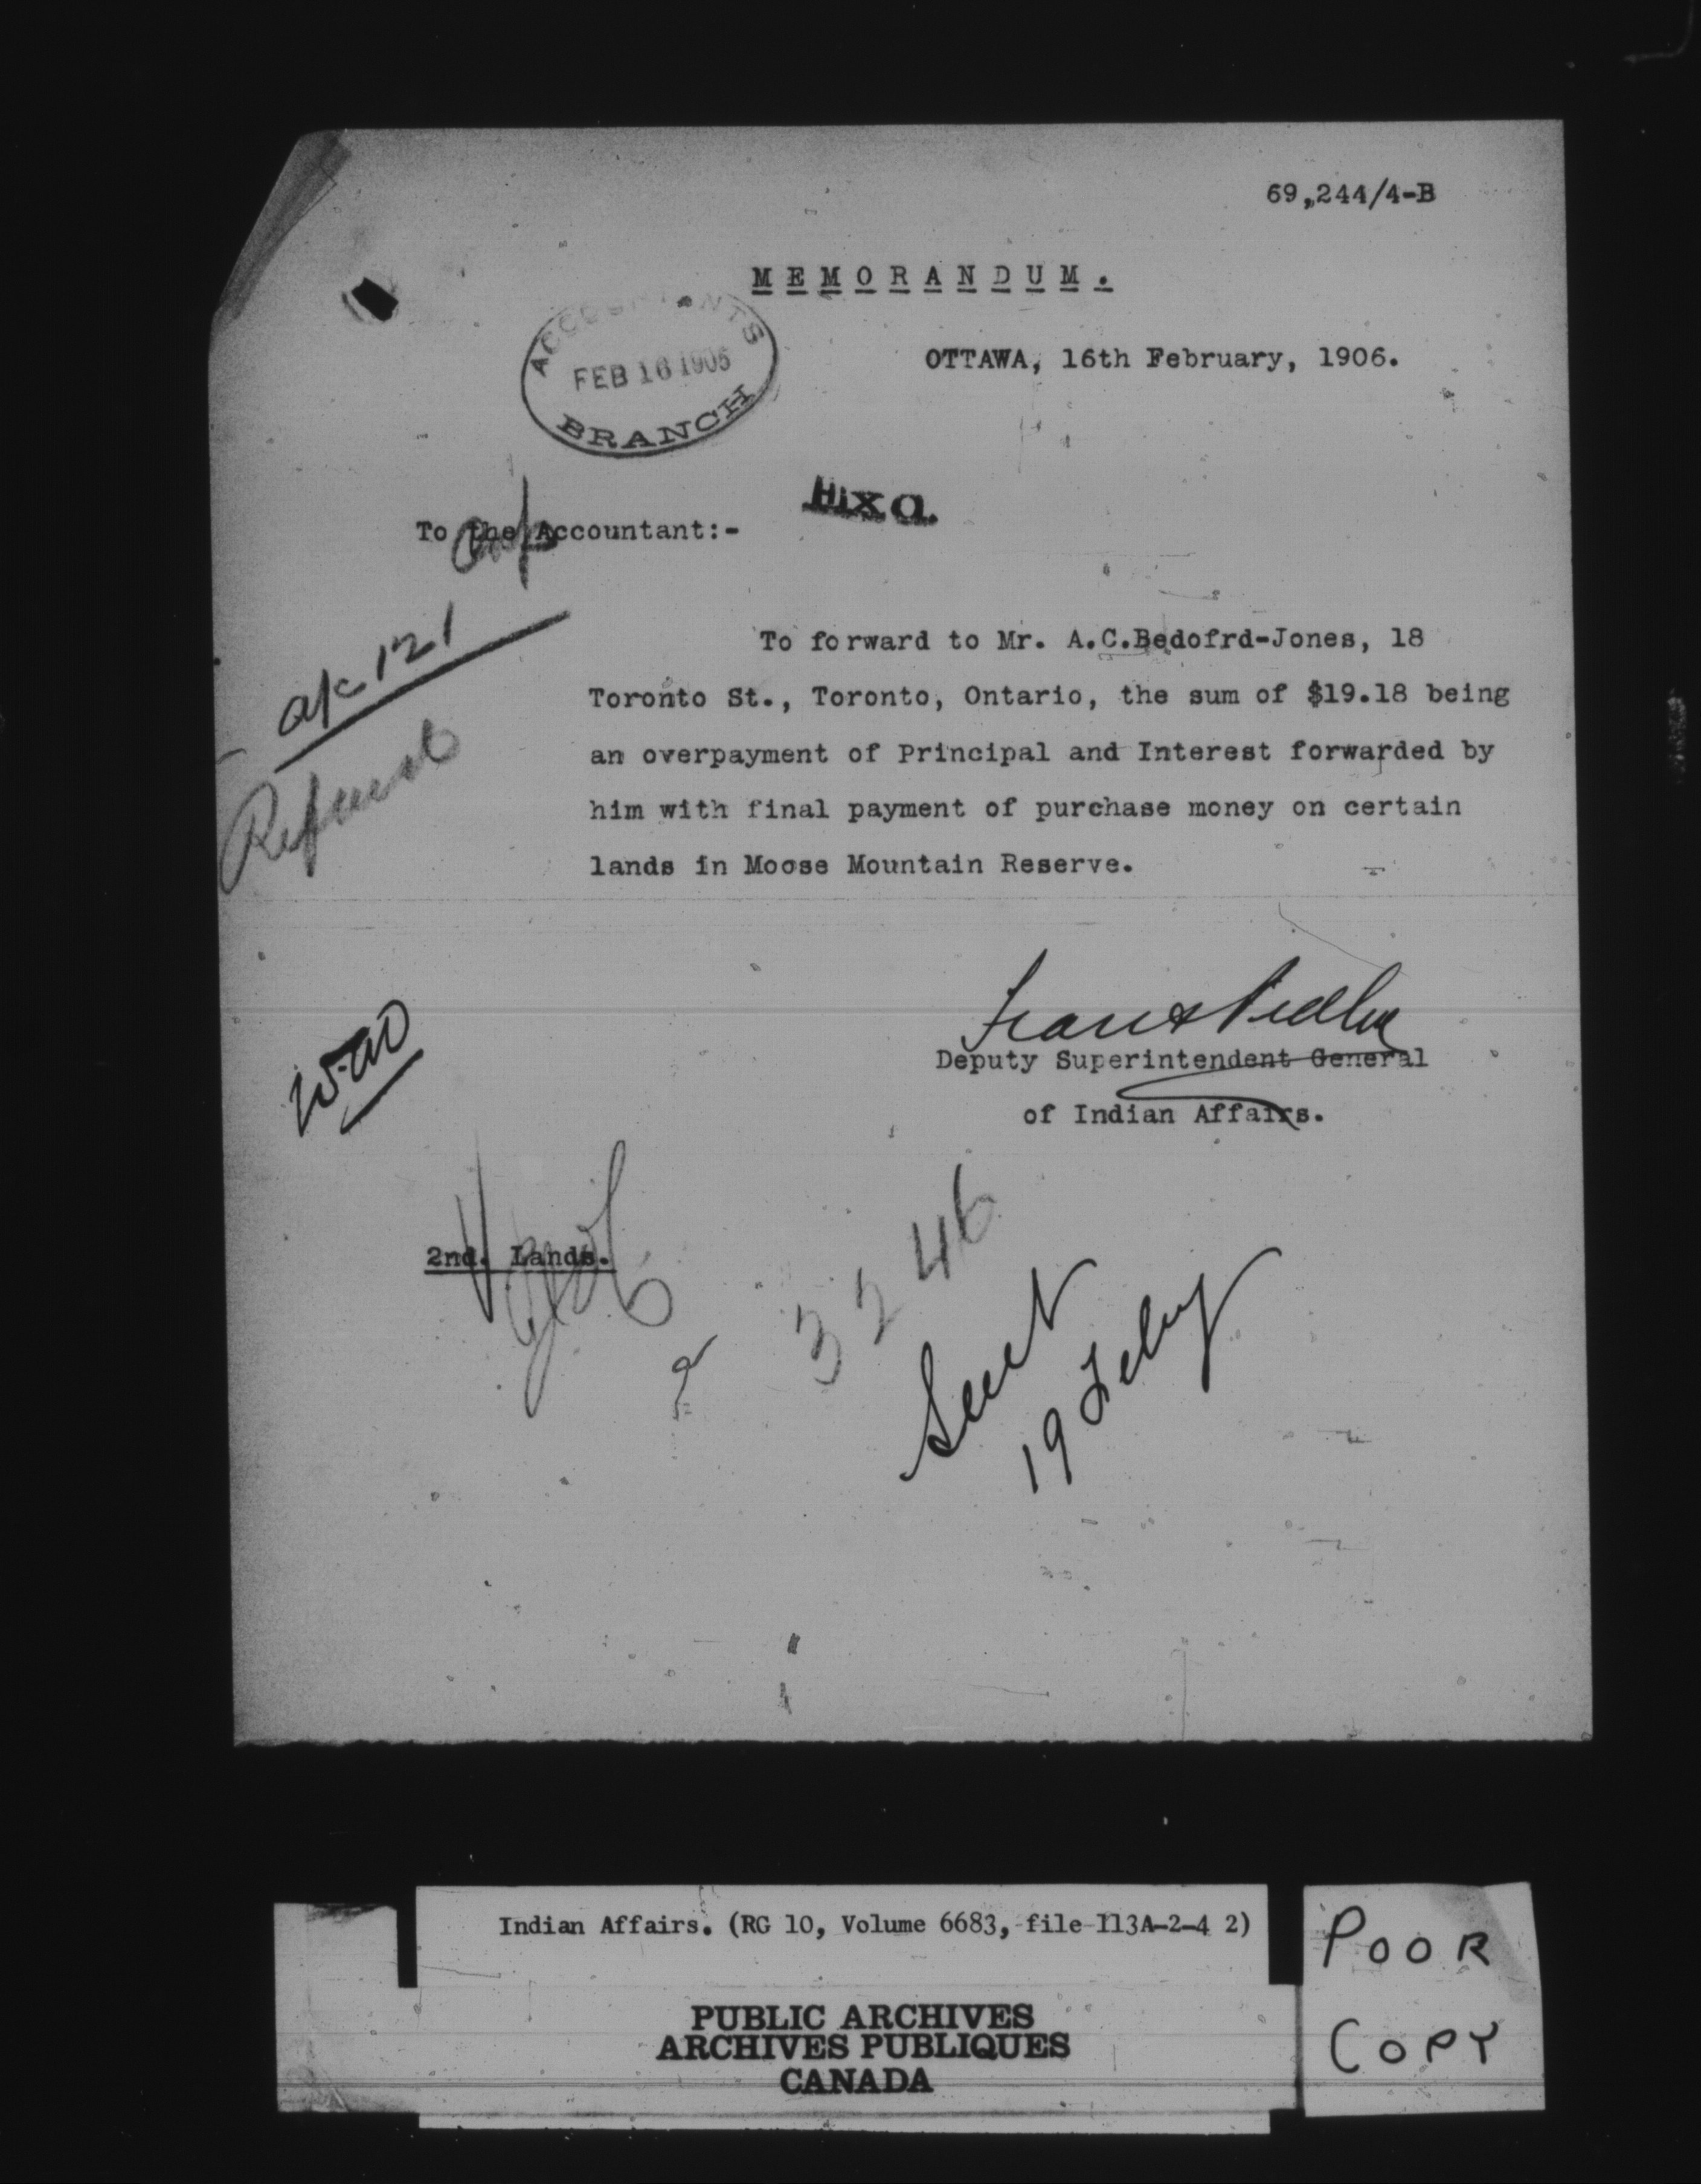 69,244/4-B
MEMORANDUM.
ACCOUNTANTS
FEB 16 1906
BRANCH
OTTAWA, 16th February, 1906.
HiXa.
To the Accountant:-
a/c 121
Refund
To forward to Mr. A.C.Bedofrd-Jones, 18
Toronto St., Toronto, Ontario, the sum of $19.18 being
an overpayment of Principal and Interest forwarded by
him with final payment of purchase money on certain
lands in Moose Mountain Reserve.
Frank Pedley
Deputy Superintendent General
of Indian Affairs.
2nd. Lands.
3246
Sent
19 Feby
Indian Affairs. (RG 10, Volume 6683, file 113A-2-4 2)
PUBLIC ARCHIVES
ARCHIVES PUBLIQUES
CANADA
POOR
COPY